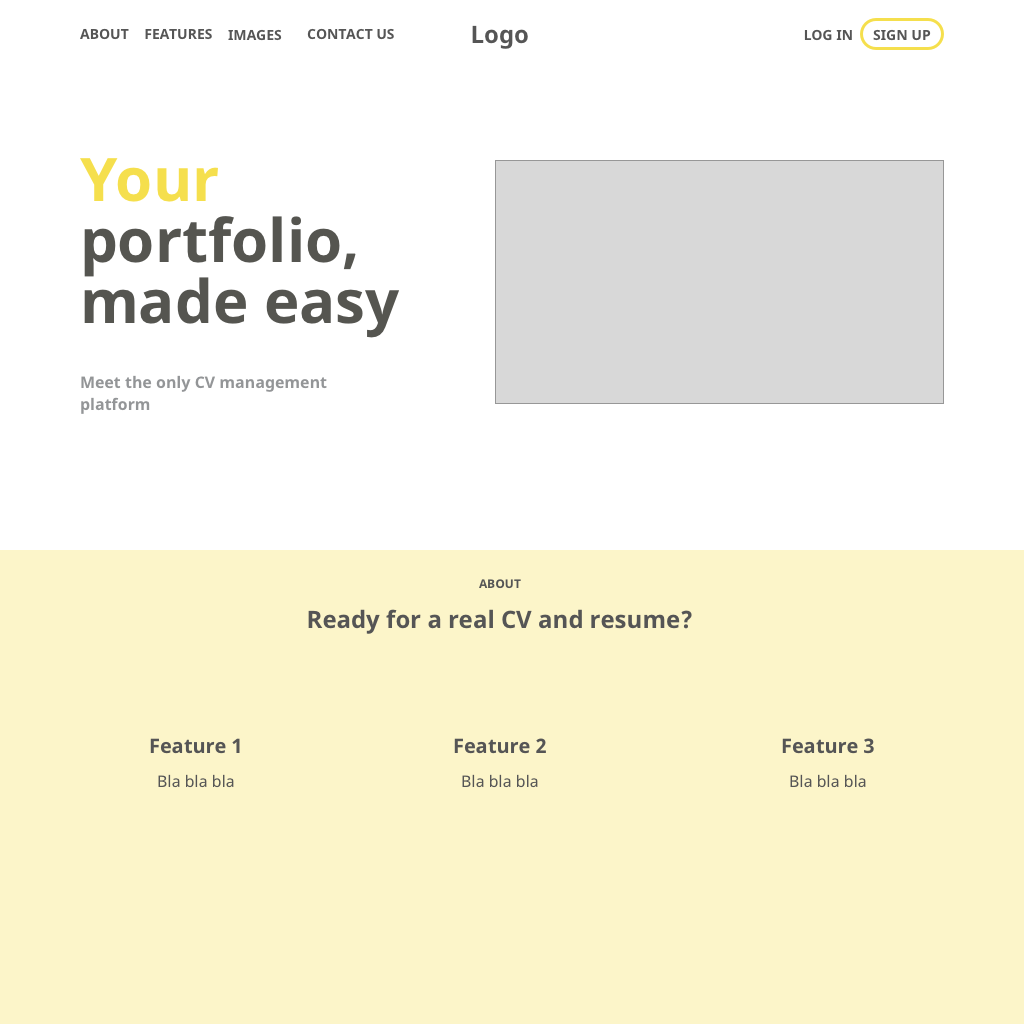 ABOUT FEATURES IMAGES CONTACT US Logo LOG IN SIGN UP
Your
portfolio,
made easy
Meet the only CV management
platform
ABOUT
Ready for a real CV and resume?
Feature 1 Feature 2 Feature 3
Bla bla bla Bla bla bla Bla bla bla